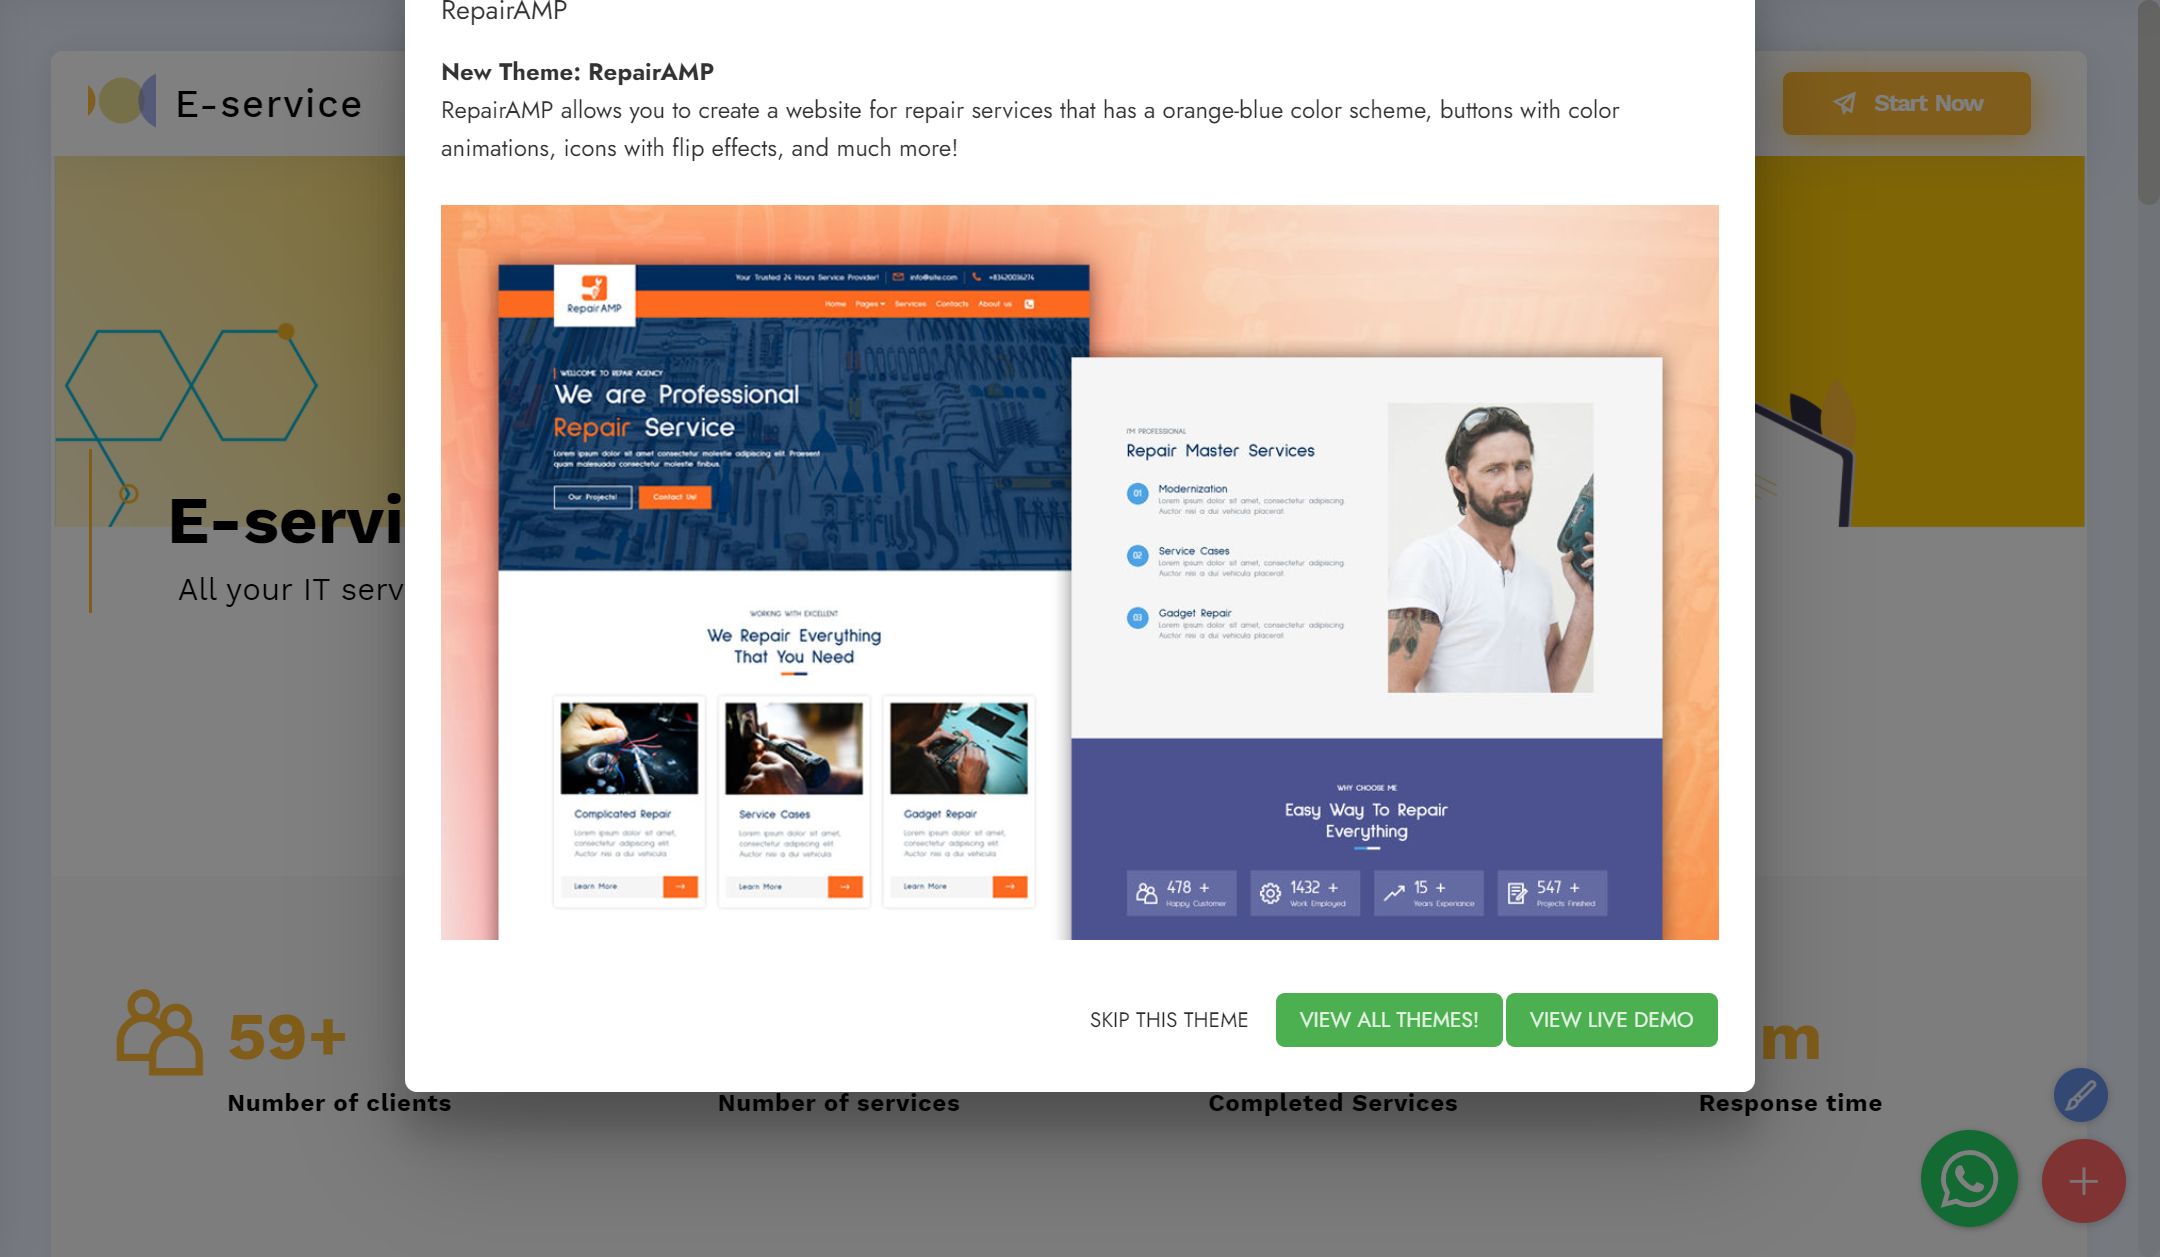 RepairAMP
New Theme: RepairAMP
RepairAMP allows you to create a website for repair services that has a orange-blue color scheme, buttons with color
animations, icons with flip effects, and much more!
E-service
Start Now
Your Trusted 24 Hours Service Provider!
info@site.com
+83420036274
RepairAMP
Home
Pages
Services
Contacts
About us
WELLCOME TO REPAIR AGENCY
We are Professional
Repair Service
Lorem ipsum dolor sit amet consectetur molestie adipiscing elit. Praesent
quam malesuada consectetur molestie finibus.
Our Projects!
Contact Us!
WORKING WITH EXCELLENT
We Repair Everything
That You Need
Complicated Repair
Lorem ipsum dolor sit amet,
consectetur adipiscing elit
Auctor nisi a dui vehicula
Learn More
Service Cases
Lorem ipsum dolor sit amet,
consectetur adipiscing elit
Auctor nisi a dui vehicula
Learn More
Gadget Repair
Lorem ipsum dolor sit amet,
consectetur adipiscing elit
Auctor nisi a dui vehicula
Learn More
I'M PROFESSIONAL
Repair Master Services
01
Modernization
Lorem ipsum dolor sit amet, consectetur adipiscing.
Auctor nisi a dui vehicula placerat.
02
Service Cases
Lorem ipsum dolor sit amet, consectetur adipiscing.
Auctor nisi a dui vehicula placerat.
03
Gadget Repair
Lorem ipsum dolor sit amet, consectetur adipiscing.
Auctor nisi a dui vehicula placerat.
WHY CHOOSE ME
Easy Way To Repair
Everything
478 +
Happy Customer
1432 +
Work Employed
15 +
Years Experiance
547 +
Projects Finished
E-servi
All your IT serv
SKIP THIS THEME
VIEW ALL THEMES!
VIEW LIVE DEMO
59+
Number of clients
Number of services
Completed Services
m
Response time